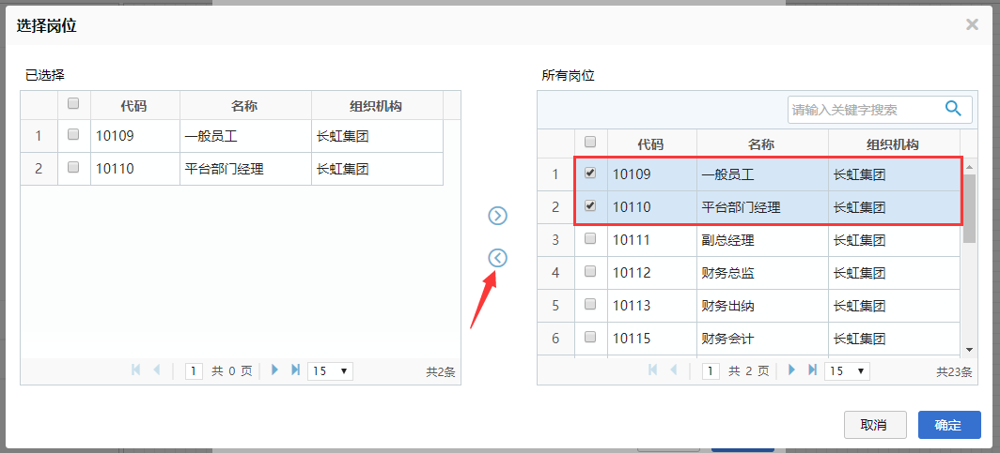 选择岗位
已选择
代码 名称 组织机构
1 10109 一般员工 长虹集团
2 10110 平台部门经理 长虹集团
1 共 0 页 15 共2条
所有岗位
请输入关键字搜索
代码 名称 组织机构
1 10109 一般员工 长虹集团
2 10110 平台部门经理 长虹集团
3 10111 副总经理 长虹集团
4 10112 财务总监 长虹集团
5 10113 财务出纳 长虹集团
6 10115 财务会计 长虹集团
1 共 2 页 15 共23条
取消 确定